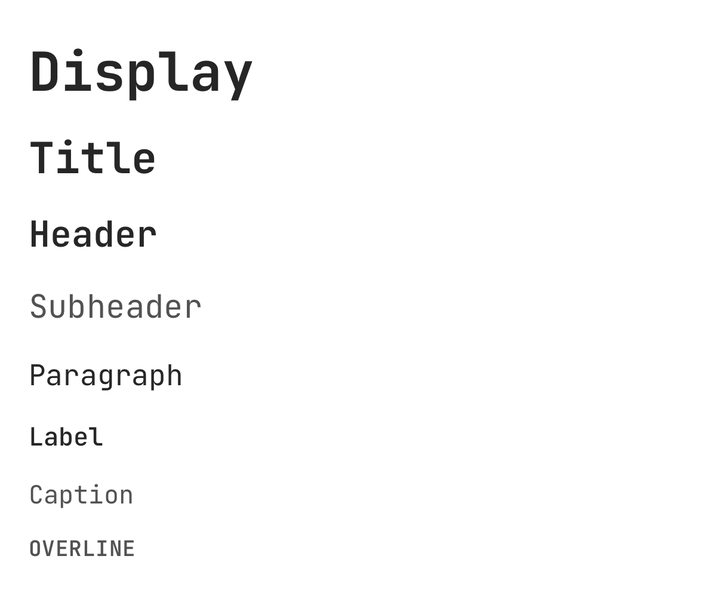 Display
Title
Header
Subheader
Paragraph
Label
Caption
OVERLINE